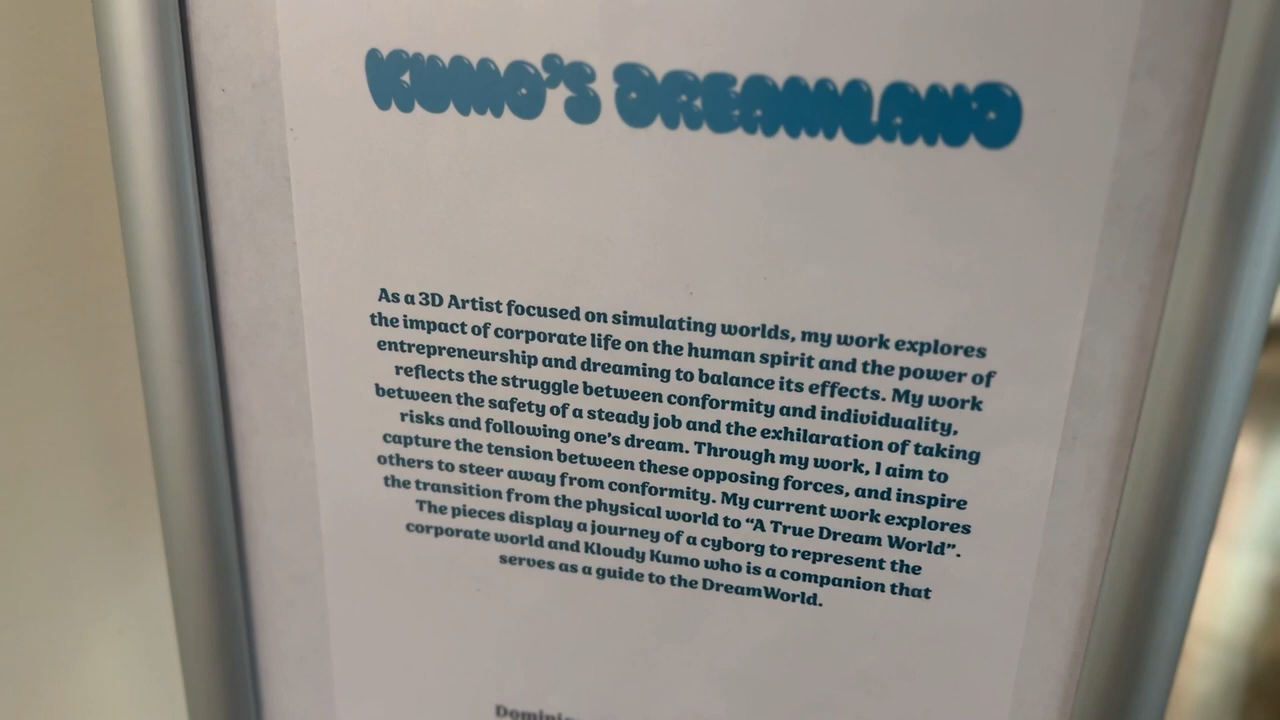 KUMO'S DREAMLAND
As a 3D Artist focused on simulating worlds, my work explores
the impact of corporate life on the human spirit and the power of
entrepreneurship and dreaming to balance its effects. My work
reflects the struggle between conformity and individuality,
between the safety of a steady job and the exhilaration of taking
risks and following one's dream. Through my work, I aim to
capture the tension between these opposing forces, and inspire
others to steer away from conformity. My current work explores
the transition from the physical world to “A True Dream World”.
The pieces display a journey of a cyborg to represent the
corporate world and Kloudy Kumo who is a companion that
serves as a guide to the DreamWorld.